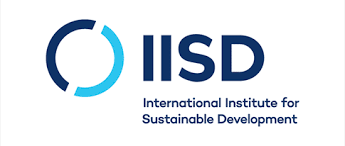 IISD
International Institute for
Sustainable Development